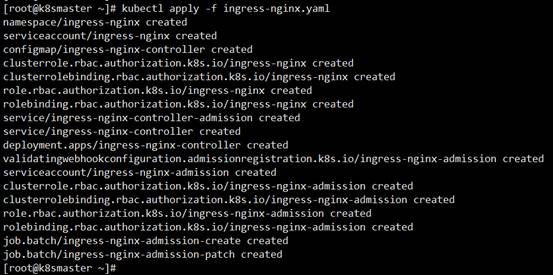 [root@k8smaster ~]# kubectl apply -f ingress-nginx.yaml
namespace/ingress-nginx created
serviceaccount/ingress-nginx created
configmap/ingress-nginx-controller created
clusterrole.rbac.authorization.k8s.io/ingress-nginx created
clusterrolebinding.rbac.authorization.k8s.io/ingress-nginx created
role.rbac.authorization.k8s.io/ingress-nginx created
rolebinding.rbac.authorization.k8s.io/ingress-nginx created
service/ingress-nginx-controller-admission created
service/ingress-nginx-controller created
deployment.apps/ingress-nginx-controller created
validatingwebhookconfiguration.admissionregistration.k8s.io/ingress-nginx-admission created
serviceaccount/ingress-nginx-admission created
clusterrole.rbac.authorization.k8s.io/ingress-nginx-admission created
clusterrolebinding.rbac.authorization.k8s.io/ingress-nginx-admission created
role.rbac.authorization.k8s.io/ingress-nginx-admission created
rolebinding.rbac.authorization.k8s.io/ingress-nginx-admission created
job.batch/ingress-nginx-admission-create created
job.batch/ingress-nginx-admission-patch created
[root@k8smaster ~]#